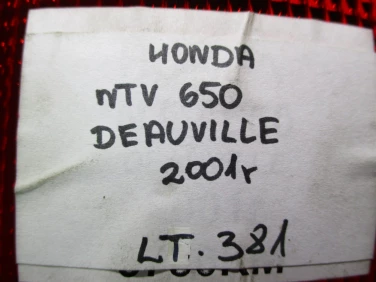 HONDA
NTV 650
DEAUVILLE
2001r
LT. 381